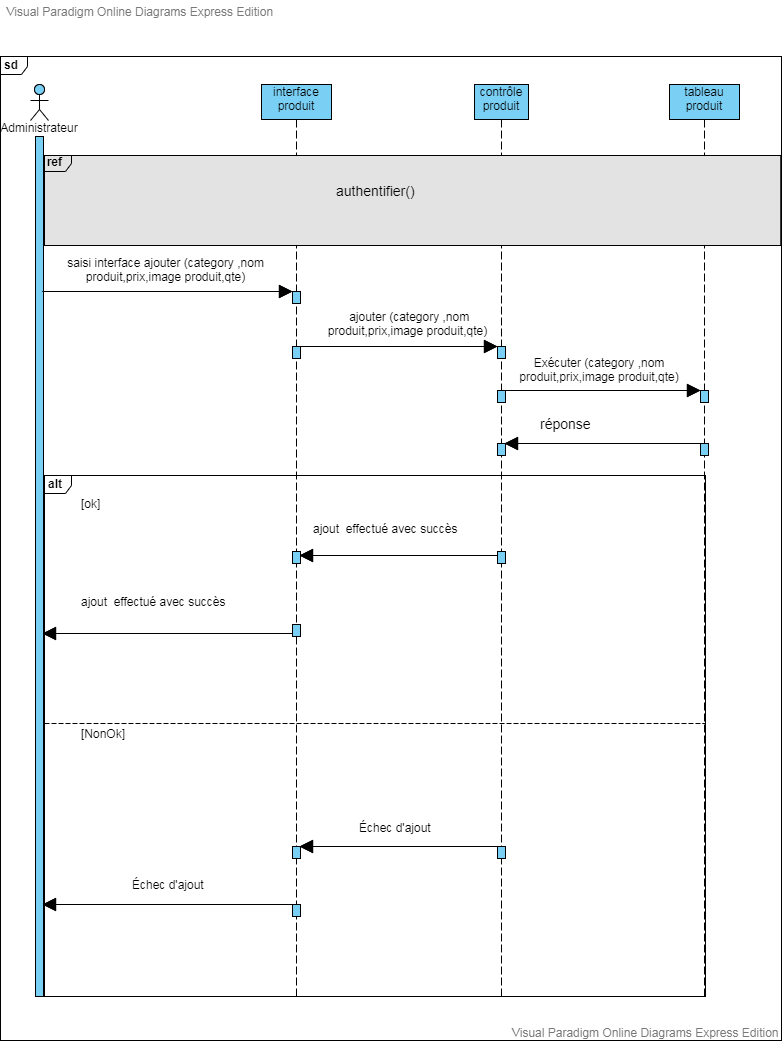 Visual Paradigm Online Diagrams Express Edition
sd
interface
produit
contrôle
produit
tableau
produit
Administrateur
ref
authentifier()
saisi interface ajouter (category ,nom
produit,prix,image produit,qte)
ajouter (category ,nom
produit,prix,image produit,qte)
Exécuter (category ,nom
produit,prix,image produit,qte)
réponse
alt
[ok]
ajout  effectué avec succès
ajout  effectué avec succès
[NonOk]
Échec d'ajout
Échec d'ajout
Visual Paradigm Online Diagrams Express Edition